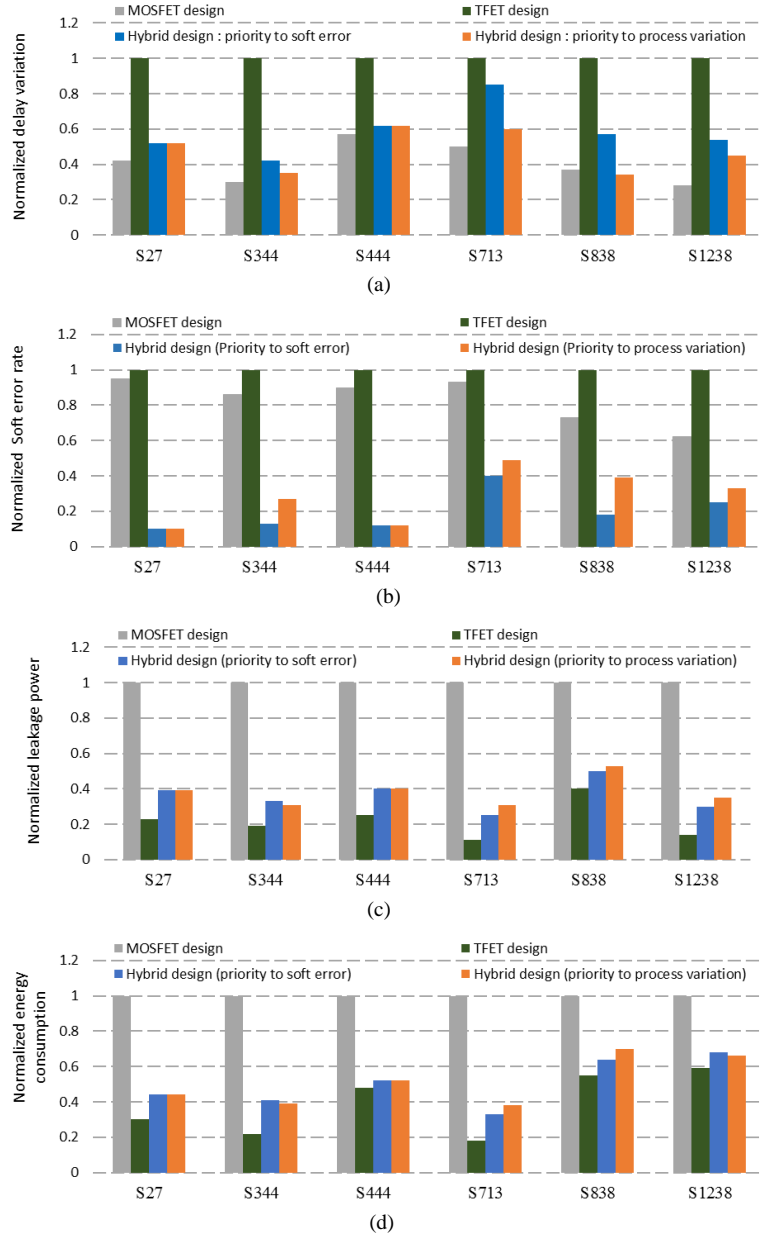 MOSFET design TFET design
1.2
Hybrid design : priority to soft error Hybrid design : priority to process variation
1
0.8
0.6
0.4
0.2
0
Normalized delay variation
S27 S344 S444 S713 S838 S1238
(a)
MOSFET design TFET design
1.2
Hybrid design (Priority to soft error) Hybrid design (Priority to process variation)
1
0.8
0.6
0.4
0.2
0
Normalized Soft error rate
S27 S344 S444 S713 S838 S1238
(b)
MOSFET design TFET design
1.2
Hybrid design (priority to soft error) Hybrid design (priority to process variation)
1
0.8
0.6
0.4
0.2
0
Normalized leakage power
S27 S344 S444 S713 S838 S1238
(c)
MOSFET design TFET design
1.2
Hybrid design (priority to soft error) Hybrid design (priority to process variation)
1
0.8
0.6
0.4
0.2
0
Normalized energy
consumption
S27 S344 S444 S713 S838 S1238
(d)